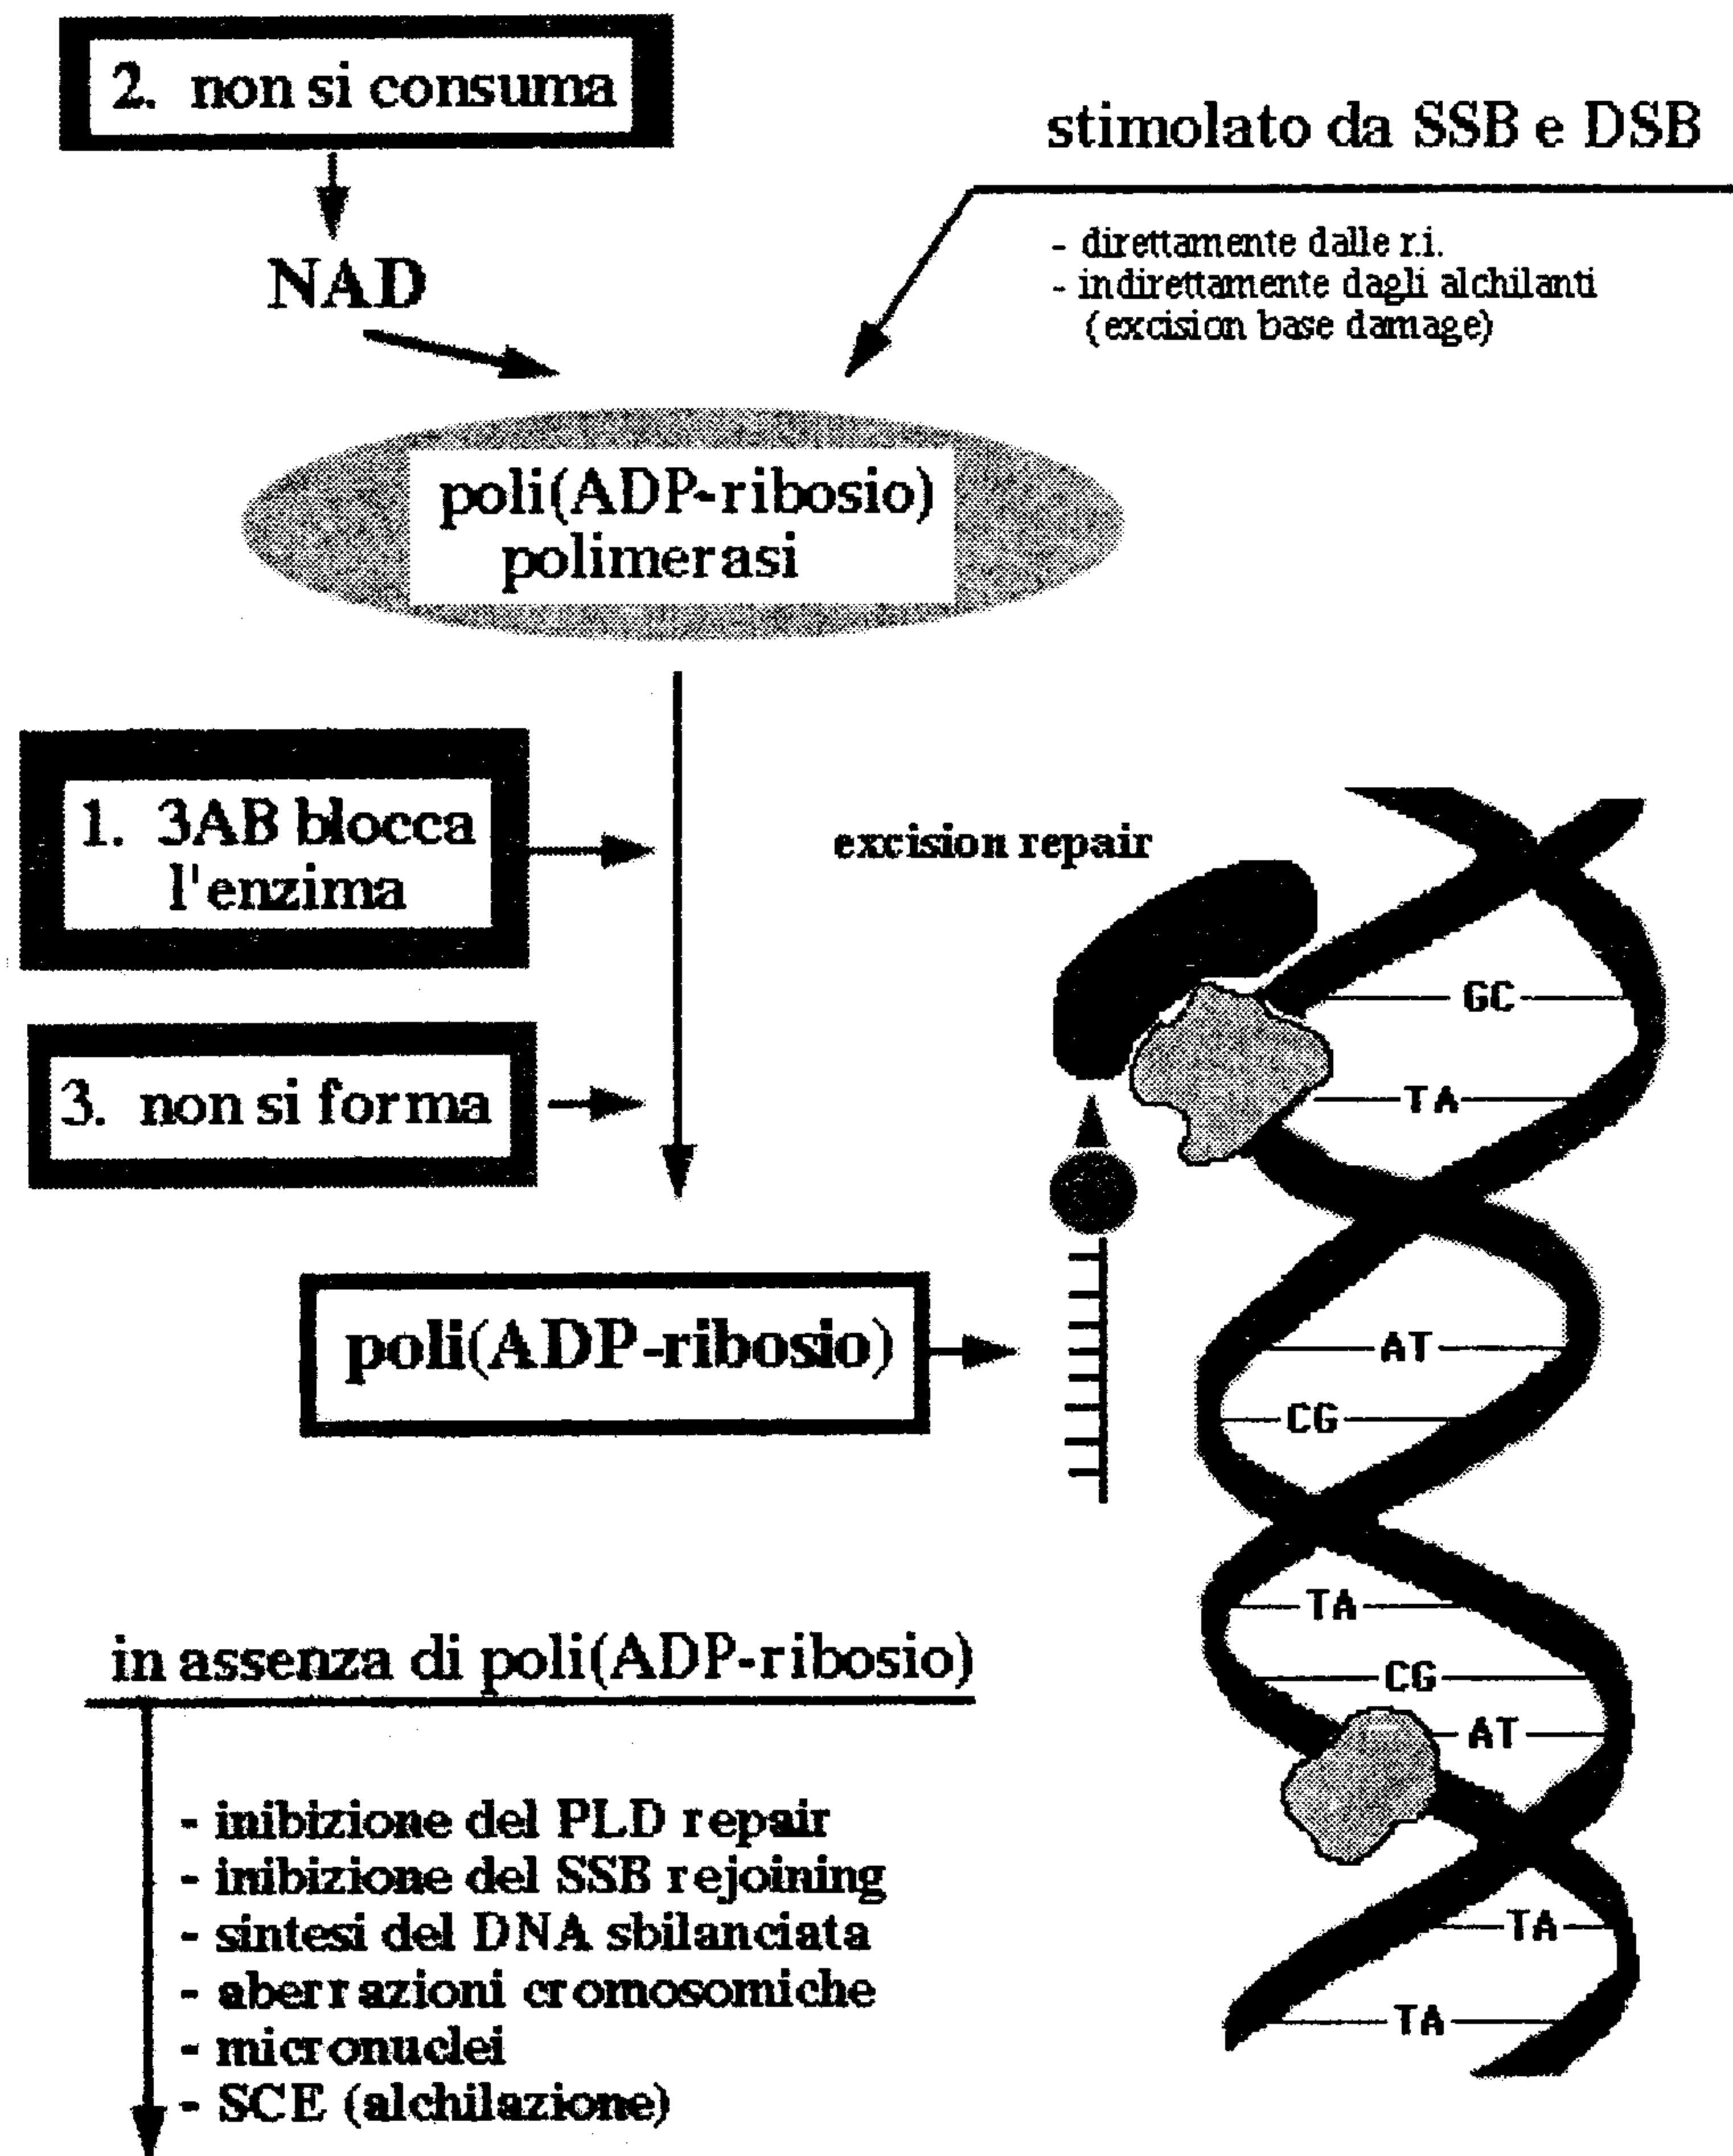 2. non si consuma
stimolato da SSB e DSB
- direttamente dalle r.i.
- indirettamente dagli alchilanti
(excision base damage)
NAD
poli(ADP-ribosio)
polimerasi
1. 3AB blocca
l'enzima
excision repair
GC
3. non si forma
TA
poli(ADP-ribosio)
AT
CG
TA
in assenza di poli(ADP-ribosio)
CG
AT
- inibizione del PLD repair
- inibizione del SSB rejoining
- sintesi del DNA sbilanciata
TA
- aberrazioni cromosomiche
TA
- micronuclei
- SCE (alchilazione)